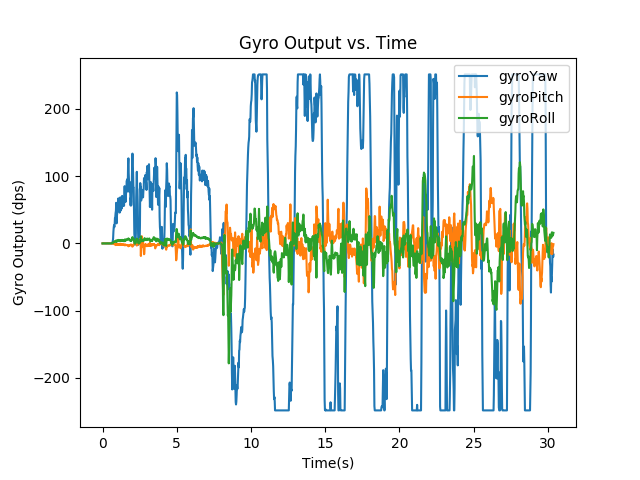 Gyro Output vs. Time
gyroYaw
gyroPitch
gyroRoll
Gyro Output (dps)
200
100
0
−100
−200
0 5 10 15 20 25 30
Time(s)